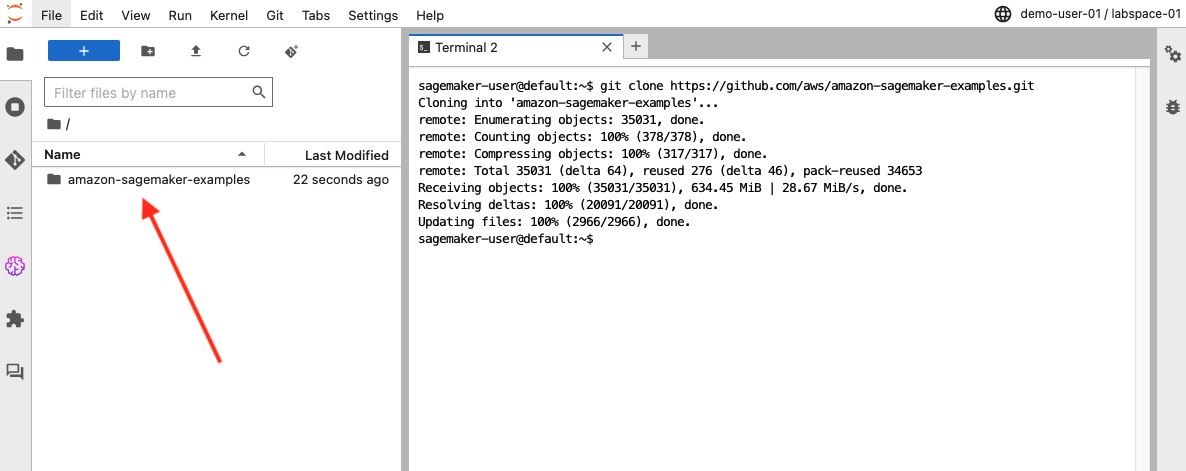 File Edit View Run Kernel Git Tabs Settings Help
demo-user-01 / labspace-01
+
Filter files by name
/
Name Last Modified
amazon-sagemaker-examples 22 seconds ago
Terminal 2
sagemaker-user@default:~$ git clone https://github.com/aws/amazon-sagemaker-examples.git
Cloning into 'amazon-sagemaker-examples'...
remote: Enumerating objects: 35031, done.
remote: Counting objects: 100% (378/378), done.
remote: Compressing objects: 100% (317/317), done.
remote: Total 35031 (delta 64), reused 276 (delta 46), pack-reused 34653
Receiving objects: 100% (35031/35031), 634.45 MiB | 28.67 MiB/s, done.
Resolving deltas: 100% (20091/20091), done.
Updating files: 100% (2966/2966), done.
sagemaker-user@default:~$